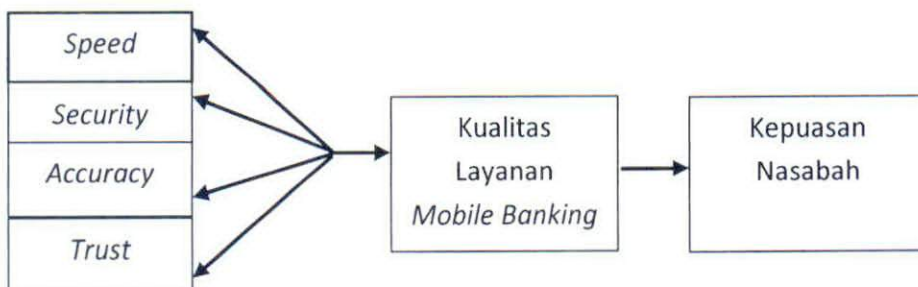 Speed
Security
Accuracy
Trust
Kualitas
Layanan
Mobile Banking
Kepuasan
Nasabah